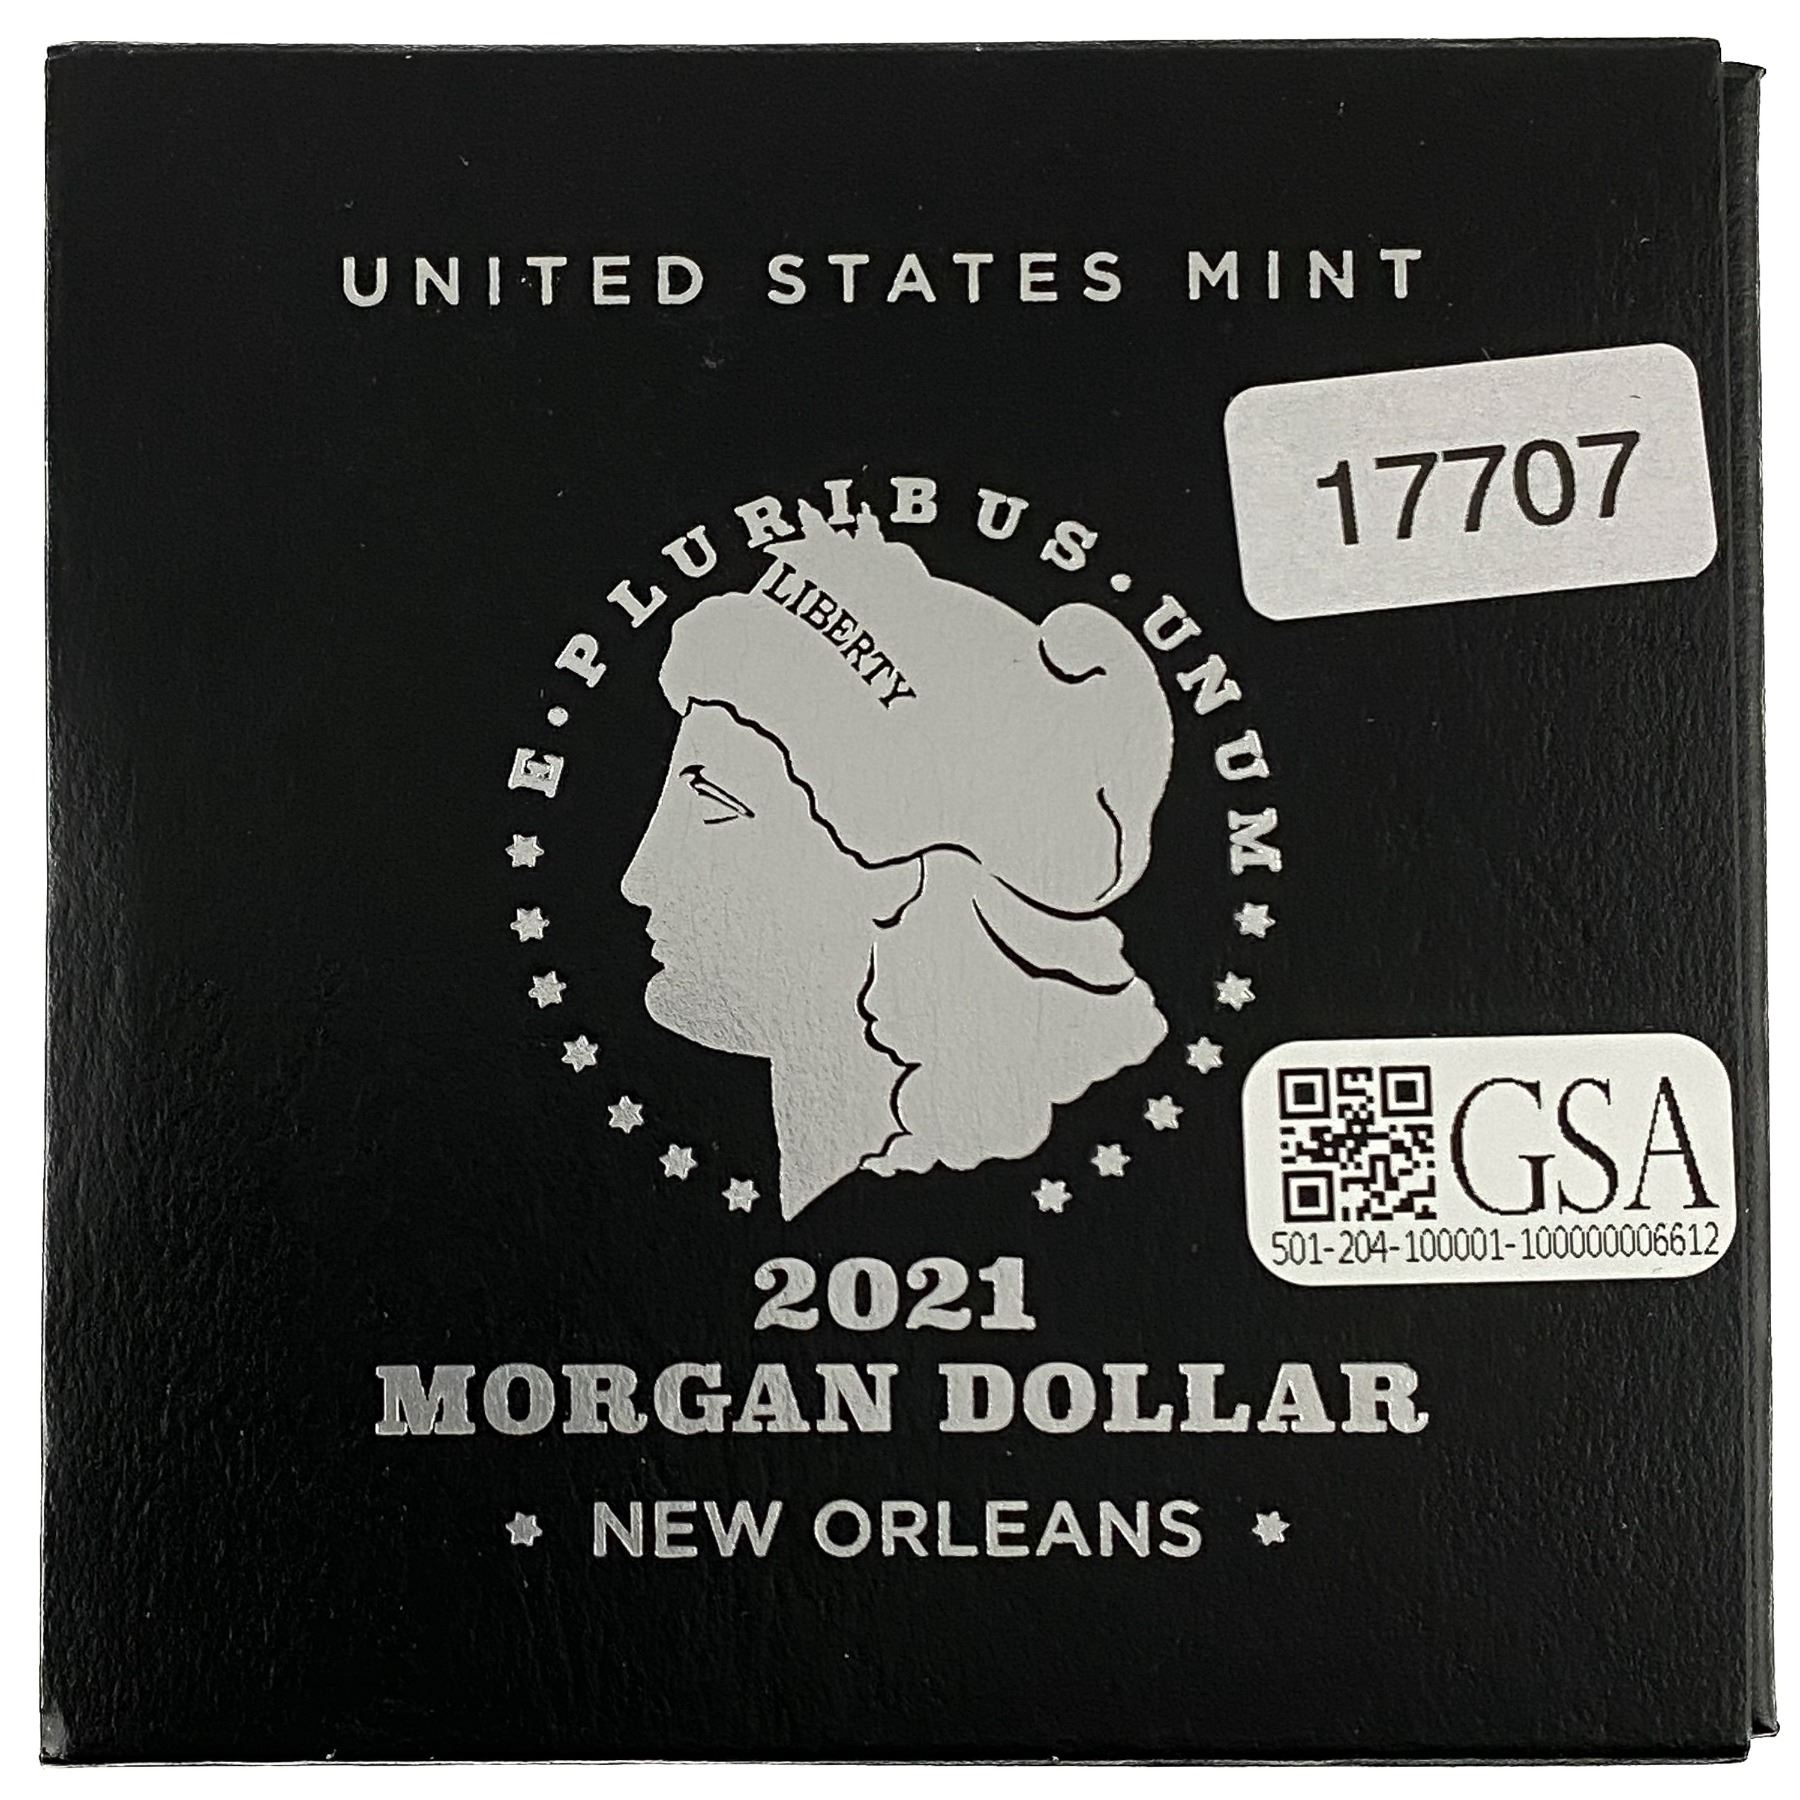 UNITED STATES MINT
17707
E·PLURIBUS·UNUM
LIBERTY
GSA
501-204-100001-100000006612
2021
MORGAN DOLLAR
NEW ORLEANS